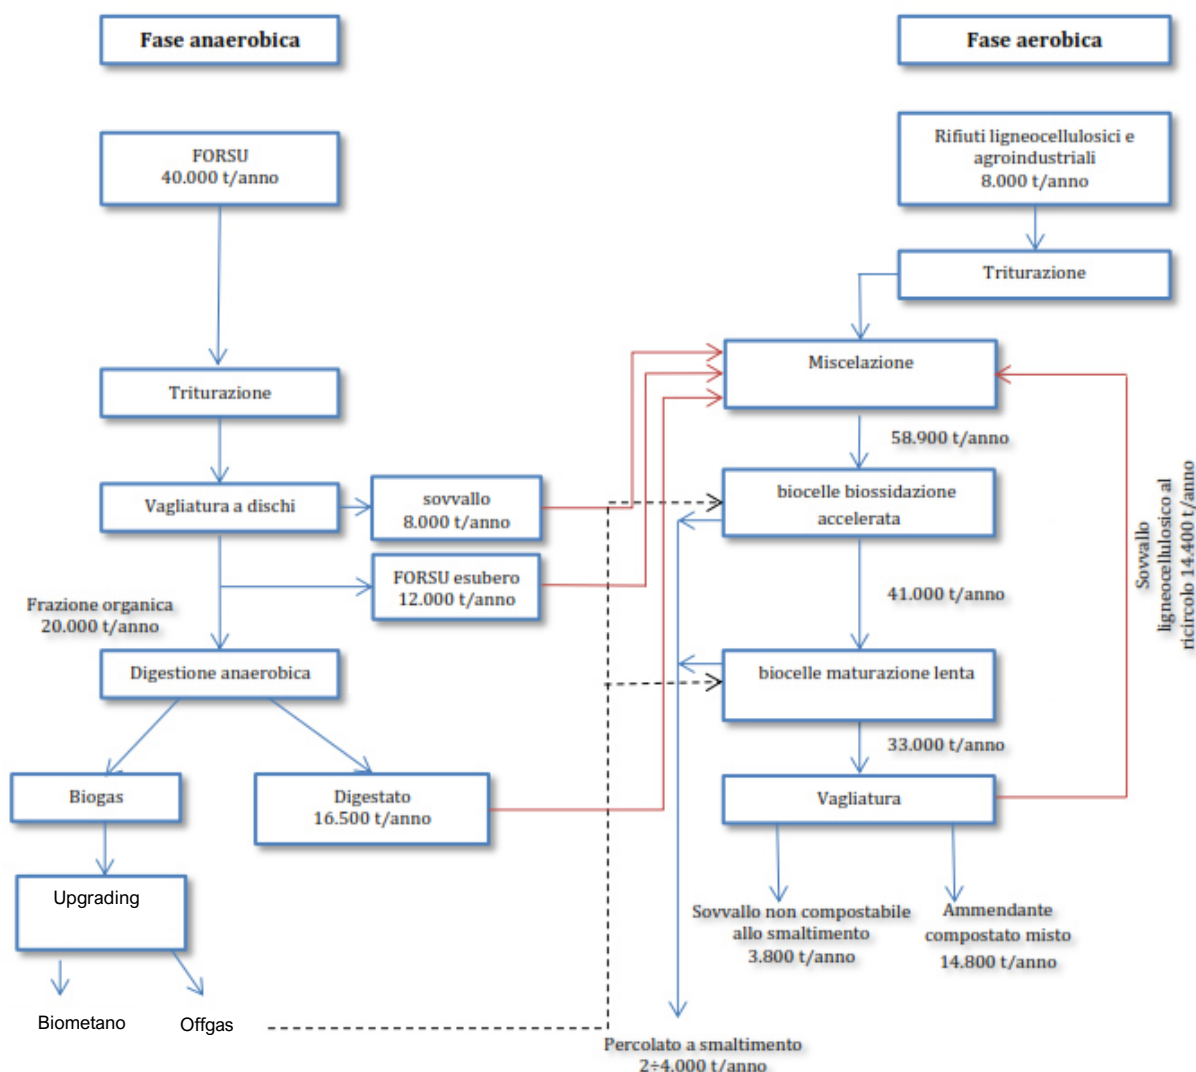 Fase anaerobica
Fase aerobica
FORSU
40.000 t/anno
Rifiuti ligneocellulosici e
agroindustriali
8.000 t/anno
Triturazione
Miscelazione
Triturazione
58.900 t/anno
Vagliatura a dischi
sovvallo
8.000 t/anno
biocelle biossidazione
accelerata
Sovvallo
ligneocellulosico al
ricircolo 14.400 t/anno
FORSU esubero
12.000 t/anno
41.000 t/anno
Frazione organica
20.000 t/anno
Digestione anaerobica
biocelle maturazione lenta
33.000 t/anno
Biogas
Digestato
16.500 t/anno
Vagliatura
Upgrading
Sovvallo non compostabile
allo smaltimento
3.800 t/anno
Ammendante
compostato misto
14.800 t/anno
Biometano
Offgas
Percolato a smaltimento
2÷4.000 t/anno